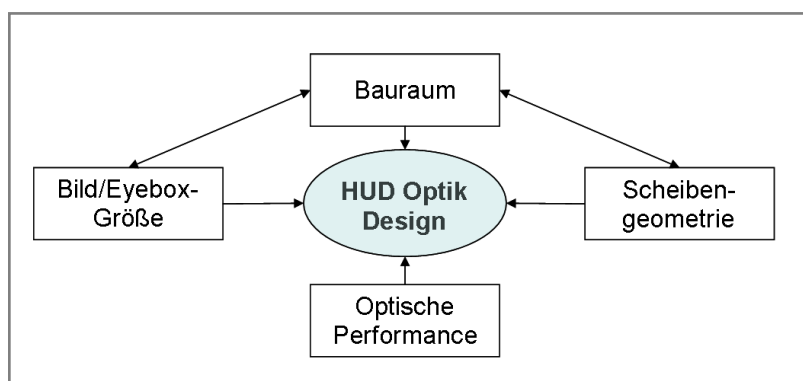 Bauraum
Bild/Eyebox-
Größe
HUD Optik
Design
Scheiben-
geometrie
Optische
Performance